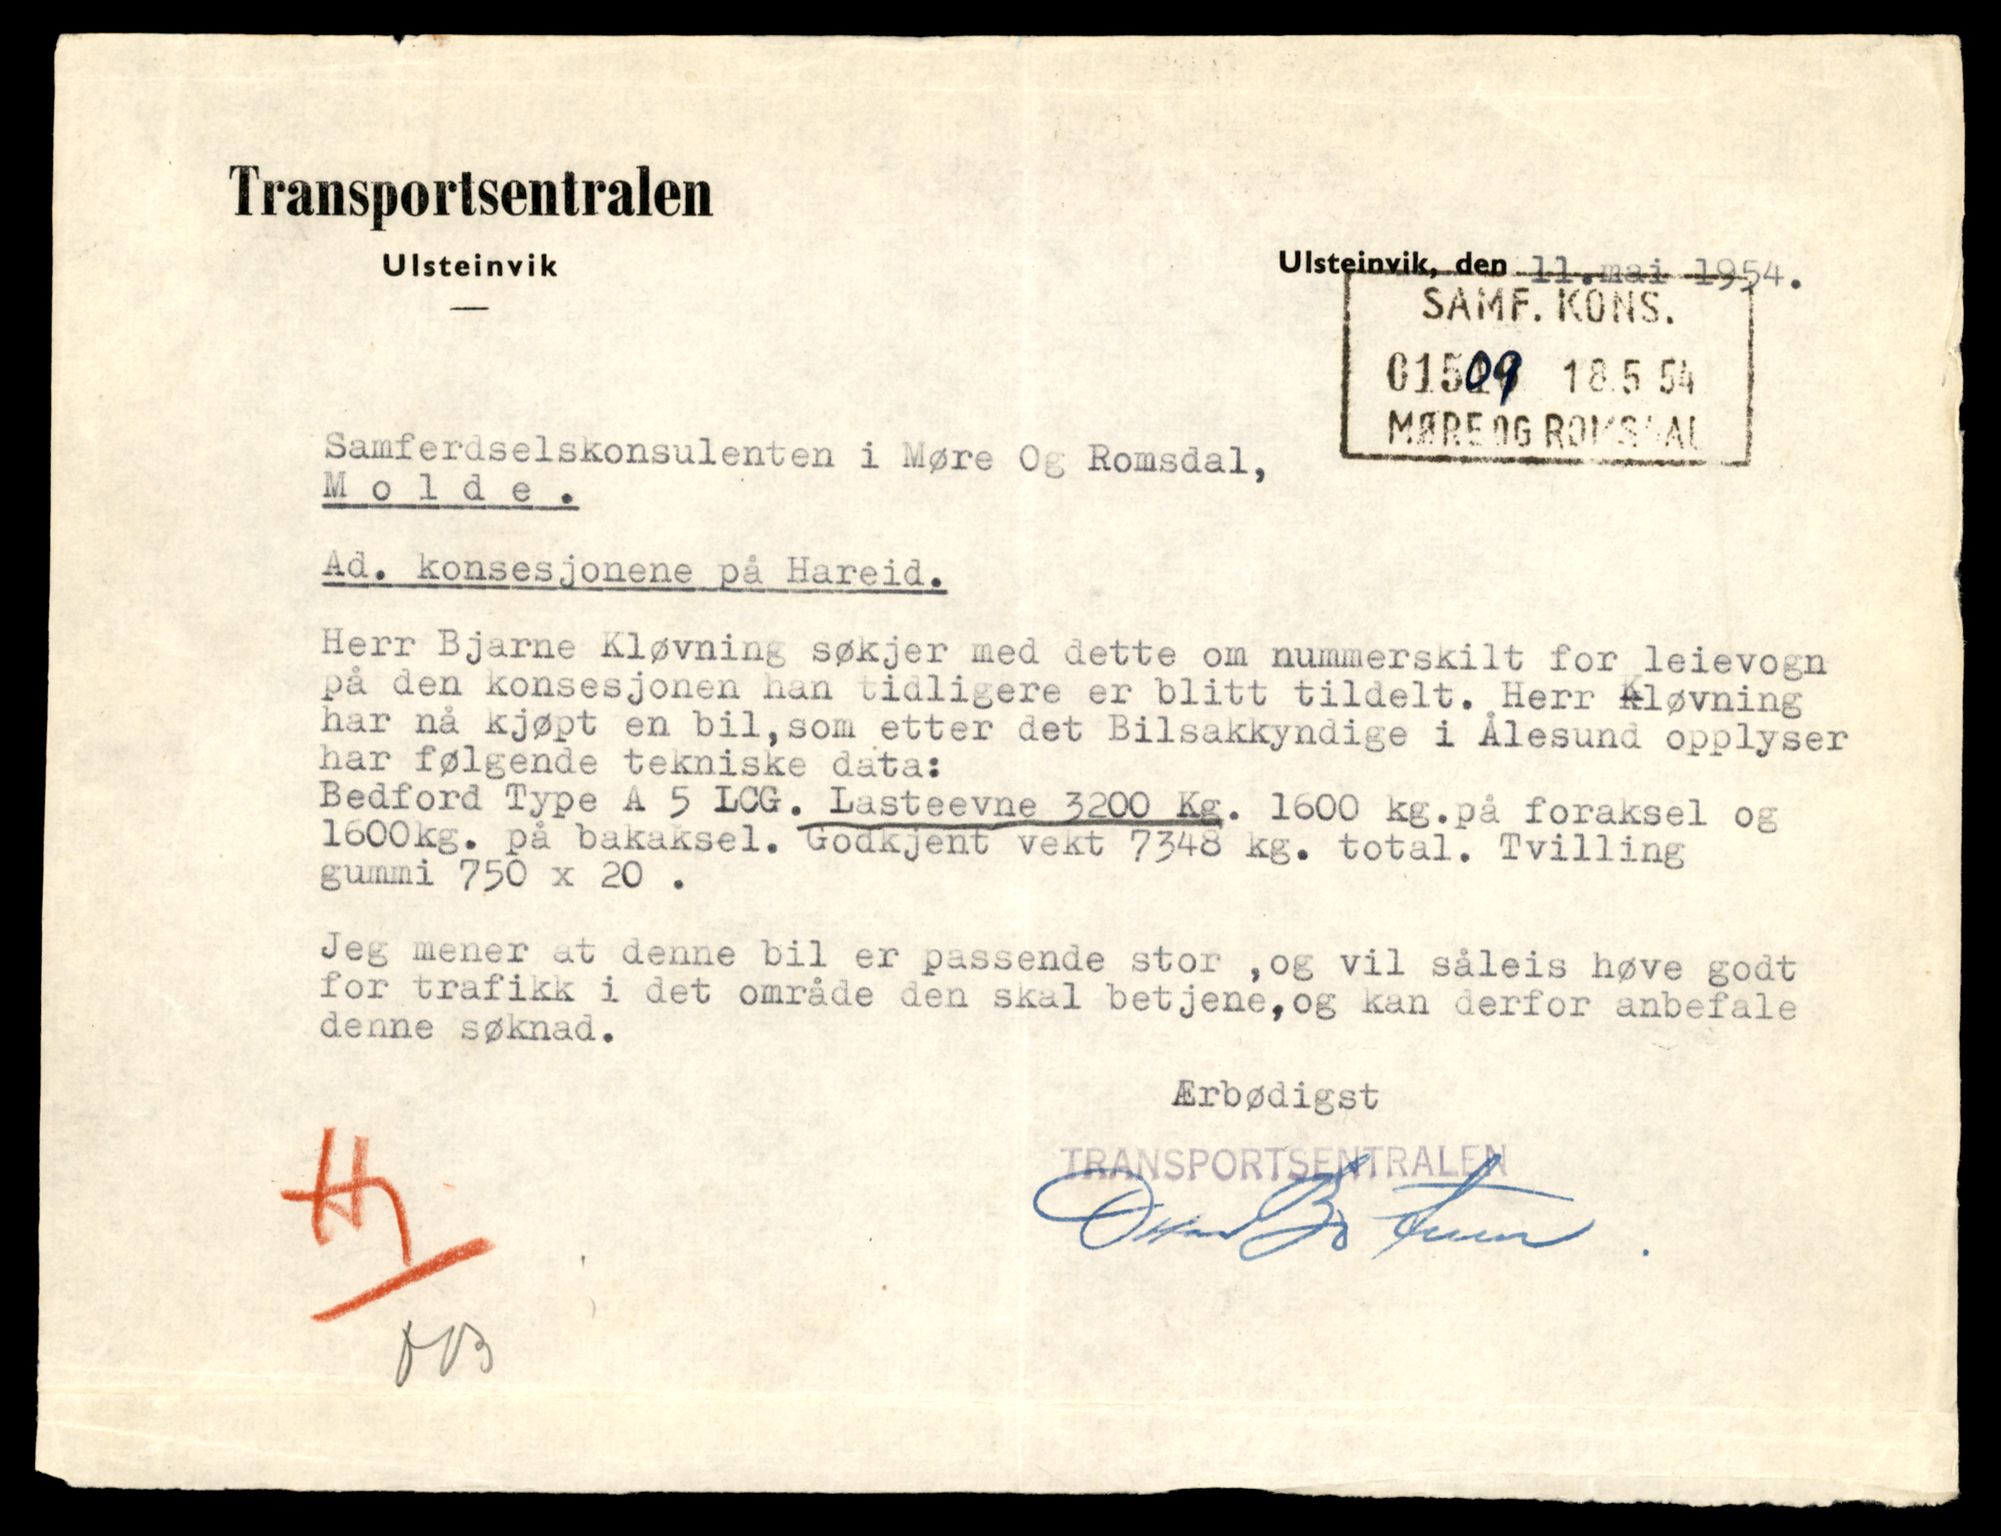 Transportsentralen
Ulsteinvik
Ulsteinvik, den 11.mai 1954.
SAMF. KONS.
01509 18.5 54
MØRE OG ROMSDAL
Samferdselskonsulenten i Møre Og Romsdal,
M o l d e .
Ad. konsesjonene på Hareid.
Herr Bjarne Kløvning søkjer med dette om nummerskilt for leievogn
på den konsesjonen han tidligere er blitt tildelt. Herr Kløvning
har nå kjøpt en bil,som etter det Bilsakkyndige i Ålesund opplyser
har følgende tekniske data:
Bedford Type A 5 LCG. Lasteevne 3200 Kg. 1600 kg.på foraksel og
1600kg. på bakaksel. Godkjent vekt 7348 kg. total. Tvilling
gummi 750 x 20 .
Jeg mener at denne bil er passende stor ,og vil såleis høve godt
for trafikk i det område den skal betjene,og kan derfor anbefale
denne søknad.
Ærbødigst
TRANSPORTSENTRALEN